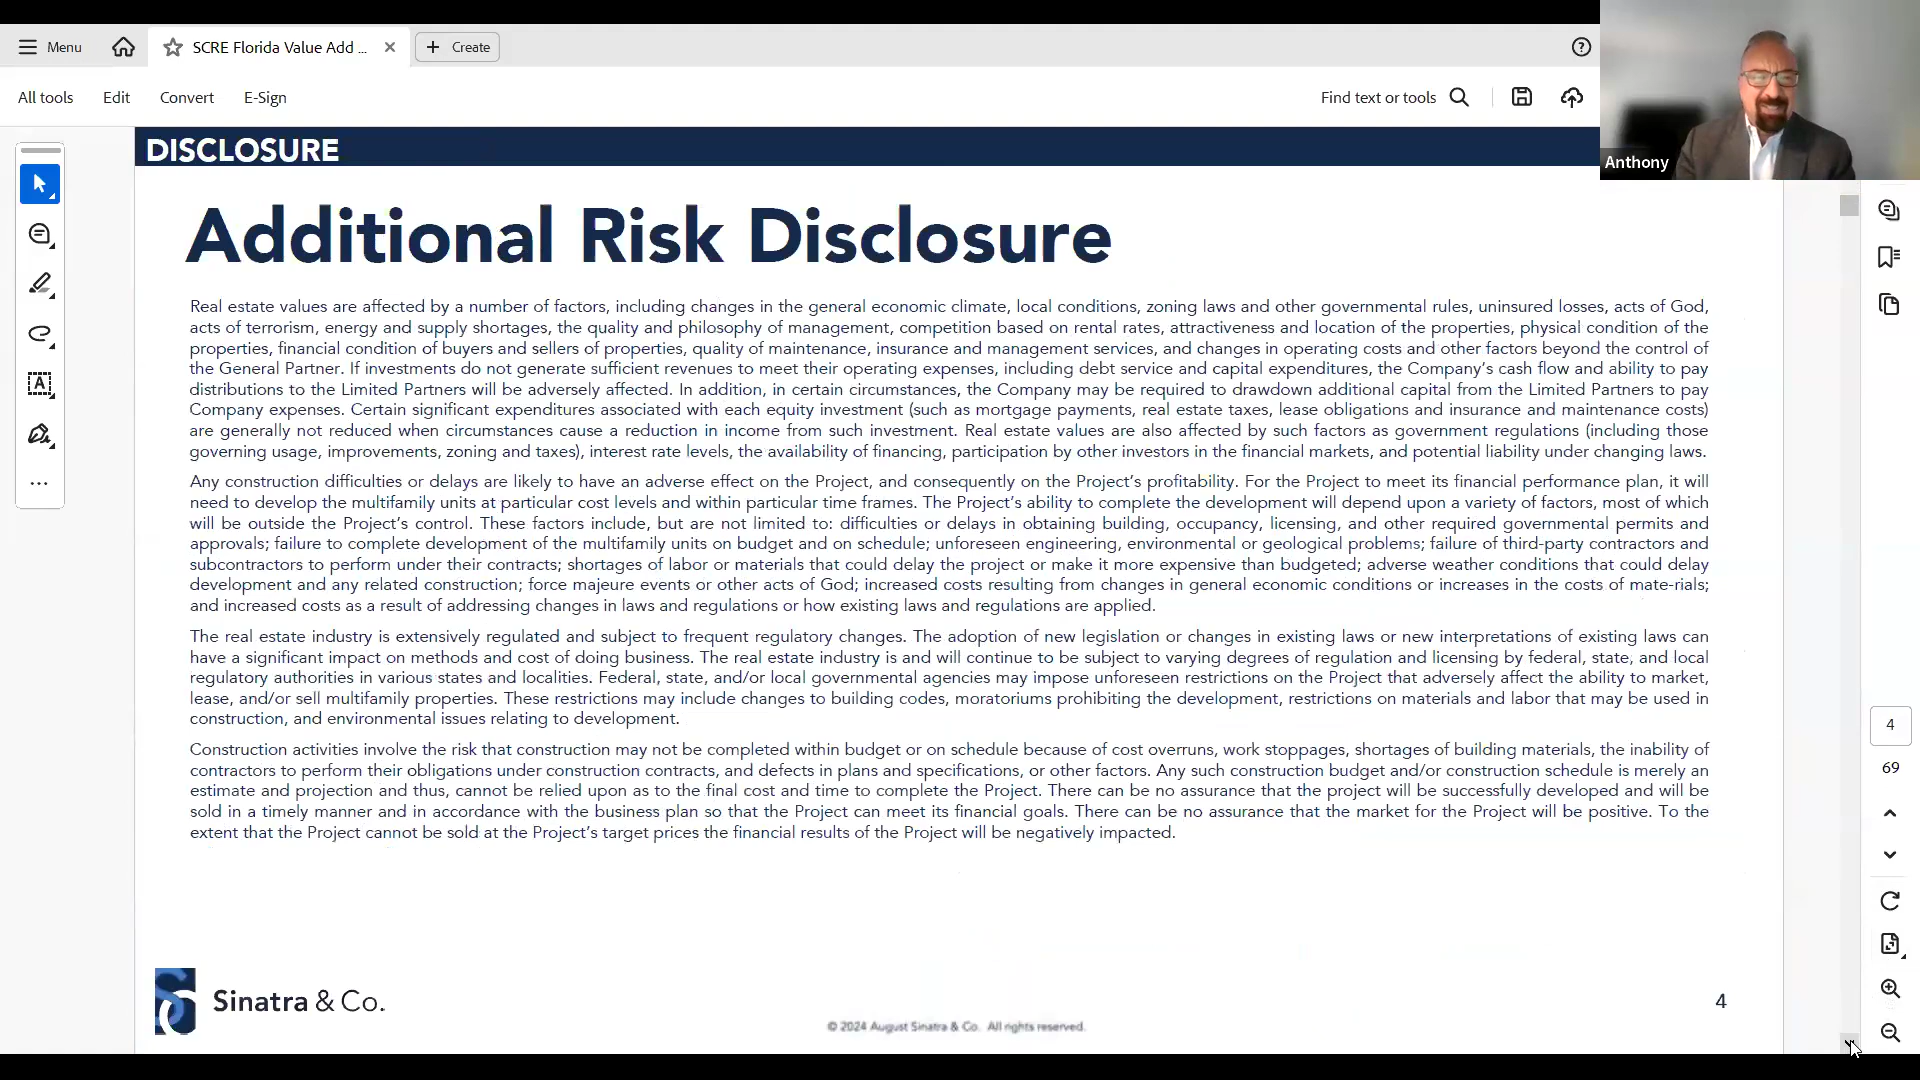 Menu
SCRE Florida Value Add ...
Create
All tools
Edit
Convert
E-Sign
Find text or tools
Anthony
DISCLOSURE
Additional Risk Disclosure
Real estate values are affected by a number of factors, including changes in the general economic climate, local conditions, zoning laws and other governmental rules, uninsured losses, acts of God,
acts of terrorism, energy and supply shortages, the quality and philosophy of management, competition based on rental rates, attractiveness and location of the properties, physical condition of the
properties, financial condition of buyers and sellers of properties, quality of maintenance, insurance and management services, and changes in operating costs and other factors beyond the control of
the General Partner. If investments do not generate sufficient revenues to meet their operating expenses, including debt service and capital expenditures, the Company's cash flow and ability to pay
distributions to the Limited Partners will be adversely affected. In addition, in certain circumstances, the Company may be required to drawdown additional capital from the Limited Partners to pay
Company expenses. Certain significant expenditures associated with each equity investment (such as mortgage payments, real estate taxes, lease obligations and insurance and maintenance costs)
are generally not reduced when circumstances cause a reduction in income from such investment. Real estate values are also affected by such factors as government regulations (including those
governing usage, improvements, zoning and taxes), interest rate levels, the availability of financing, participation by other investors in the financial markets, and potential liability under changing laws.
Any construction difficulties or delays are likely to have an adverse effect on the Project, and consequently on the Project's profitability. For the Project to meet its financial performance plan, it will
need to develop the multifamily units at particular cost levels and within particular time frames. The Project's ability to complete the development will depend upon a variety of factors, most of which
will be outside the Project's control. These factors include, but are not limited to: difficulties or delays in obtaining building, occupancy, licensing, and other required governmental permits and
approvals; failure to complete development of the multifamily units on budget and on schedule; unforeseen engineering, environmental or geological problems; failure of third-party contractors and
subcontractors to perform under their contracts; shortages of labor or materials that could delay the project or make it more expensive than budgeted; adverse weather conditions that could delay
development and any related construction; force majeure events or other acts of God; increased costs resulting from changes in general economic conditions or increases in the costs of mate-rials;
and increased costs as a result of addressing changes in laws and regulations or how existing laws and regulations are applied.
The real estate industry is extensively regulated and subject to frequent regulatory changes. The adoption of new legislation or changes in existing laws or new interpretations of existing laws can
have a significant impact on methods and cost of doing business. The real estate industry is and will continue to be subject to varying degrees of regulation and licensing by federal, state, and local
regulatory authorities in various states and localities. Federal, state, and/or local governmental agencies may impose unforeseen restrictions on the Project that adversely affect the ability to market,
lease, and/or sell multifamily properties. These restrictions may include changes to building codes, moratoriums prohibiting the development, restrictions on materials and labor that may be used in
construction, and environmental issues relating to development.
Construction activities involve the risk that construction may not be completed within budget or on schedule because of cost overruns, work stoppages, shortages of building materials, the inability of
contractors to perform their obligations under construction contracts, and defects in plans and specifications, or other factors. Any such construction budget and/or construction schedule is merely an
estimate and projection and thus, cannot be relied upon as to the final cost and time to complete the Project. There can be no assurance that the project will be successfully developed and will be
sold in a timely manner and in accordance with the business plan so that the Project can meet its financial goals. There can be no assurance that the market for the Project will be positive. To the
extent that the Project cannot be sold at the Project's target prices the financial results of the Project will be negatively impacted.
4
69
Sinatra & Co.
4
© 2024 August Sinatra & Co. All rights reserved.